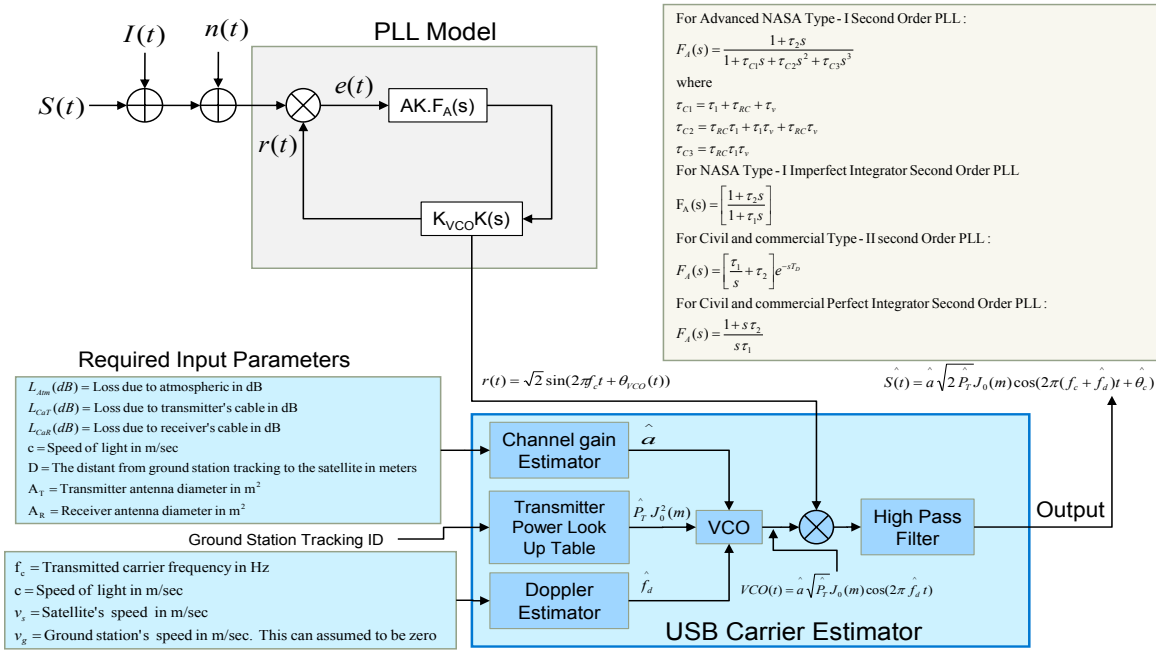 I(t)
n(t)
PLL Model
S(t)
e(t)
AK.F_A(s)
r(t)
K_VCO K(s)
For Advanced NASA Type - I Second Order PLL :
F_A(s) = (1 + τ_2 s) / (1 + τ_C1 s + τ_C2 s^2 + τ_C3 s^3)
where
τ_C1 = τ_1 + τ_RC + τ_v
τ_C2 = τ_RC τ_1 + τ_1 τ_v + τ_RC τ_v
τ_C3 = τ_RC τ_1 τ_v
For NASA Type - I Imperfect Integrator Second Order PLL
F_A(s) = [(1 + τ_2 s) / (1 + τ_1 s)]
For Civil and commercial Type - II second Order PLL :
F_A(s) = [τ_1 / s + τ_2] e^{-sT_D}
For Civil and commercial Perfect Integrator Second Order PLL :
F_A(s) = (1 + sτ_2) / (sτ_1)
Required Input Parameters
L_Atm(dB) = Loss due to atmospheric in dB
L_CaT(dB) = Loss due to transmitter's cable in dB
L_CaR(dB) = Loss due to receiver's cable in dB
c = Speed of light in m/sec
D = The distant from ground station tracking to the satellite in meters
A_T = Transmitter antenna diameter in m^2
A_R = Receiver antenna diameter in m^2
Ground Station Tracking ID
f_c = Transmitted carrier frequency in Hz
c = Speed of light in m/sec
v_s = Satellite's speed in m/sec
v_g = Ground station's speed in m/sec. This can assumed to be zero
r(t) = √2 sin(2πf_c t + θ_VCO(t))
Ŝ(t) = â √(2 P̂_T) J_0(m) cos(2π(f_c + f̂_d)t + θ̂_c)
Channel gain
Estimator
â
Transmitter
Power Look
Up Table
P̂_T J_0^2(m)
VCO
High Pass
Filter
Output
Doppler
Estimator
f̂_d
VCO(t) = â √(P̂_T) J_0(m) cos(2π f̂_d t)
USB Carrier Estimator